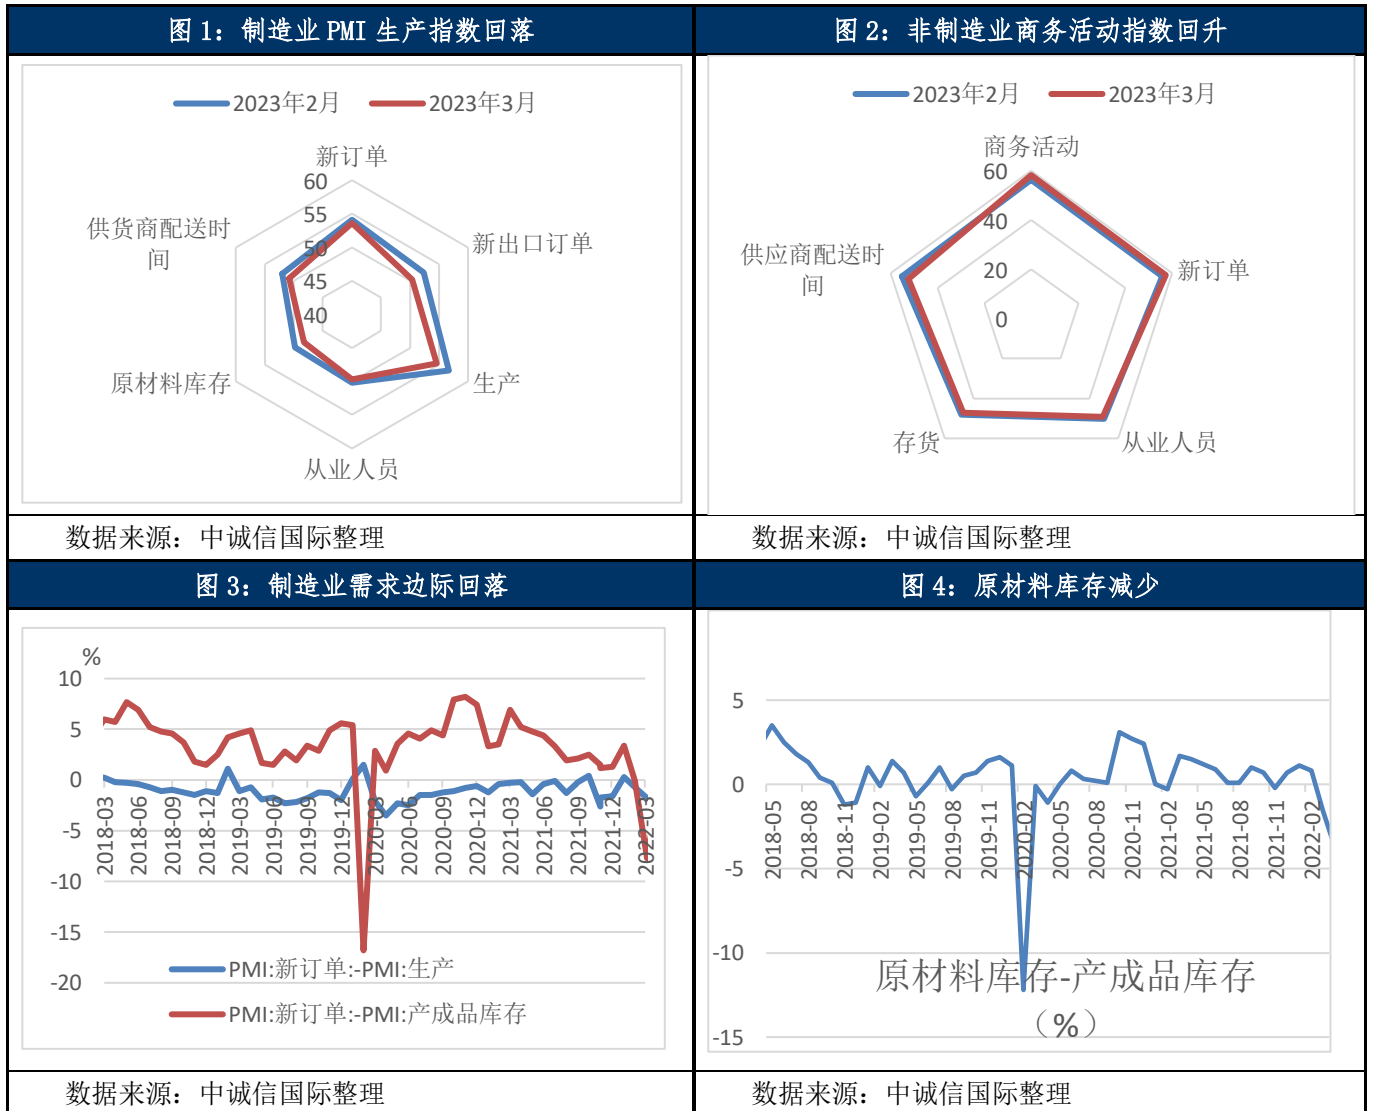 图 1：制造业 PMI 生产指数回落
图 2：非制造业商务活动指数回升
2023年2月
2023年3月
新订单
60
55
50
45
40
供货商配送时
间
新出口订单
原材料库存
生产
从业人员
2023年2月
2023年3月
商务活动
60
40
20
0
供应商配送时
间
新订单
存货
从业人员
数据来源：中诚信国际整理
数据来源：中诚信国际整理
图 3：制造业需求边际回落
图 4：原材料库存减少
%
10
5
0
-5
-10
-15
-20
2018-03
2018-06
2018-09
2018-12
2019-03
2019-06
2019-09
2019-12
2020-03
2020-06
2020-09
2020-12
2021-03
2021-06
2021-09
2021-12
2022-03
PMI:新订单:-PMI:生产
PMI:新订单:-PMI:产成品库存
5
0
-5
-10
-15
2018-05
2018-08
2018-11
2019-02
2019-05
2019-08
2019-11
2020-02
2020-05
2020-08
2020-11
2021-02
2021-05
2021-08
2021-11
2022-02
原材料库存-产成品库存
（%）
数据来源：中诚信国际整理
数据来源：中诚信国际整理